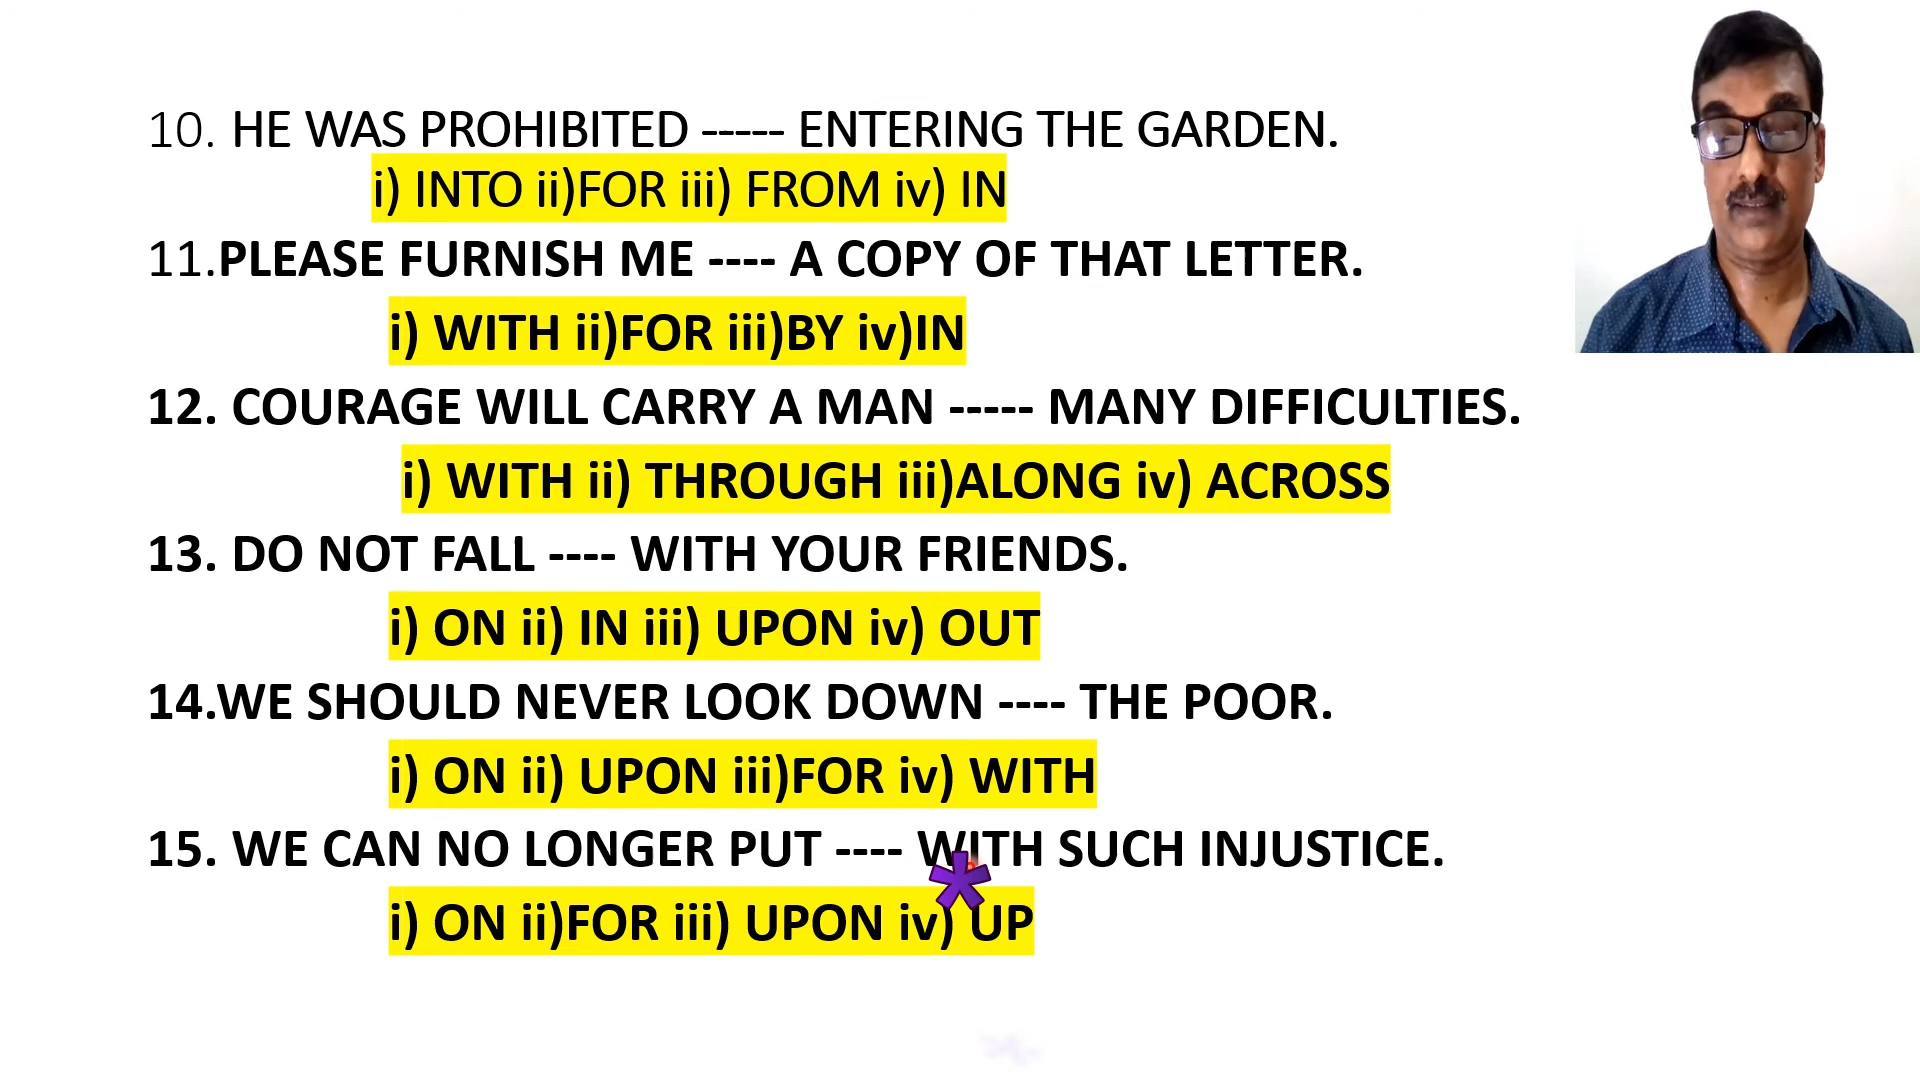 10. HE WAS PROHIBITED ----- ENTERING THE GARDEN.
i) INTO ii)FOR iii) FROM iv) IN
11.PLEASE FURNISH ME ---- A COPY OF THAT LETTER.
i) WITH ii)FOR iii)BY iv)IN
12. COURAGE WILL CARRY A MAN ----- MANY DIFFICULTIES.
i) WITH ii) THROUGH iii)ALONG iv) ACROSS
13. DO NOT FALL ---- WITH YOUR FRIENDS.
i) ON ii) IN iii) UPON iv) OUT
14.WE SHOULD NEVER LOOK DOWN ---- THE POOR.
i) ON ii) UPON iii)FOR iv) WITH
15. WE CAN NO LONGER PUT ---- WITH SUCH INJUSTICE.
i) ON ii)FOR iii) UPON iv) UP